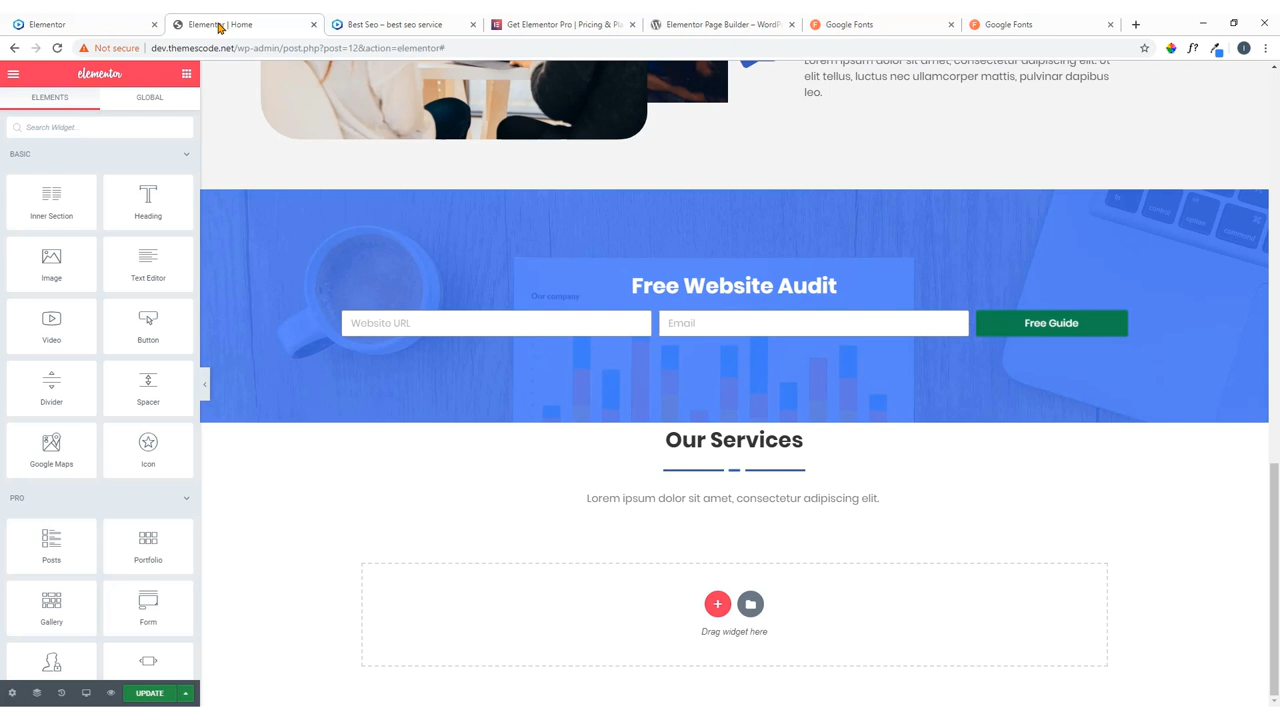 Elementor
Elementor | Home
Best Seo – best seo service
Get Elementor Pro | Pricing & Pl
Elementor Page Builder – WordP
Google Fonts
Google Fonts
Not secure
dev.themescode.net/wp-admin/post.php?post=12&action=elementor#
elementor
ELEMENTS
GLOBAL
Search Widget...
BASIC
Inner Section
Heading
Image
Text Editor
Video
Button
Divider
Spacer
Google Maps
Icon
PRO
Posts
Portfolio
Gallery
Form
UPDATE
Lorem ipsum dolor sit amet, consectetur adipiscing elit. Ut
elit tellus, luctus nec ullamcorper mattis, pulvinar dapibus
leo.
Our company
Free Website Audit
Website URL
Email
Free Guide
control
option
command
Our Services
Lorem ipsum dolor sit amet, consectetur adipiscing elit.
Drag widget here